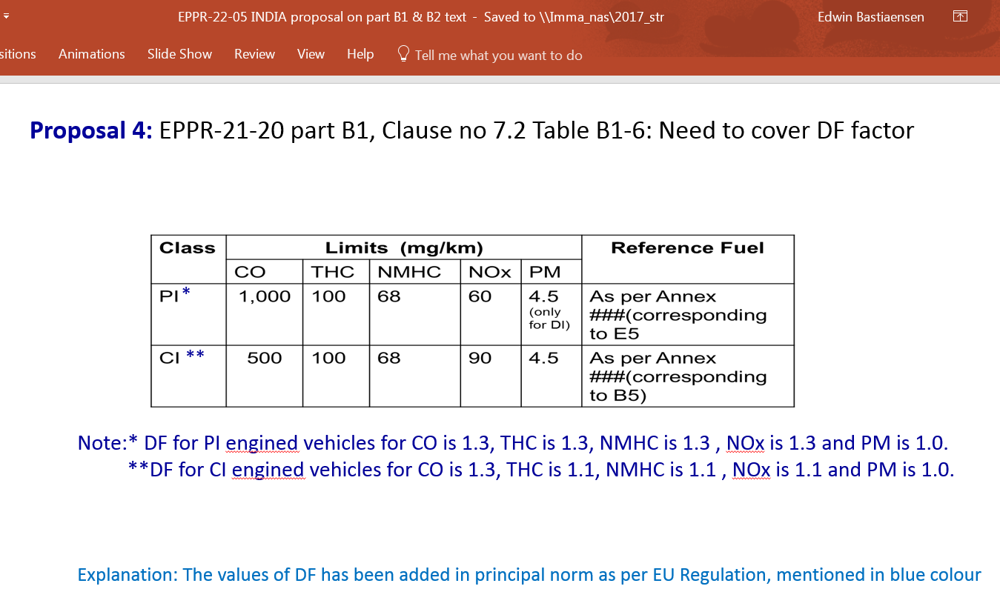 EPPR-22-05 INDIA proposal on part B1 & B2 text - Saved to \\Imma_nas\2017_str
Edwin Bastiaensen
sitions Animations Slide Show Review View Help Tell me what you want to do
Proposal 4: EPPR-21-20 part B1, Clause no 7.2 Table B1-6: Need to cover DF factor
Class Limits (mg/km) Reference Fuel
CO THC NMHC NOx PM
PI* 1,000 100 68 60 4.5 As per Annex
(only ###(corresponding
for DI) to E5
CI ** 500 100 68 90 4.5 As per Annex
###(corresponding
to B5)
Note:* DF for PI engined vehicles for CO is 1.3, THC is 1.3, NMHC is 1.3 , NOx is 1.3 and PM is 1.0.
**DF for CI engined vehicles for CO is 1.3, THC is 1.1, NMHC is 1.1 , NOx is 1.1 and PM is 1.0.
Explanation: The values of DF has been added in principal norm as per EU Regulation, mentioned in blue colour